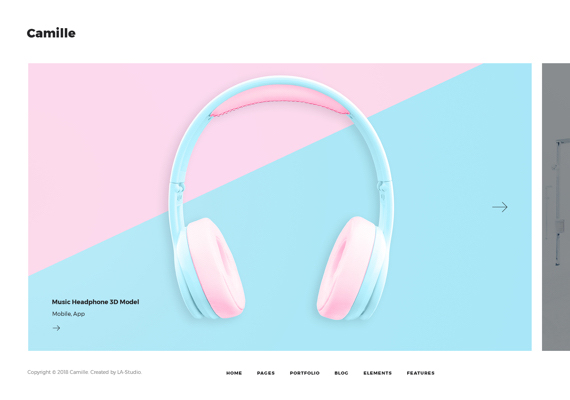 Camille
Music Headphone 3D Model
Mobile, App
Copyright © 2018 Camille. Created by LA-Studio.
HOME PAGES PORTFOLIO BLOG ELEMENTS FEATURES